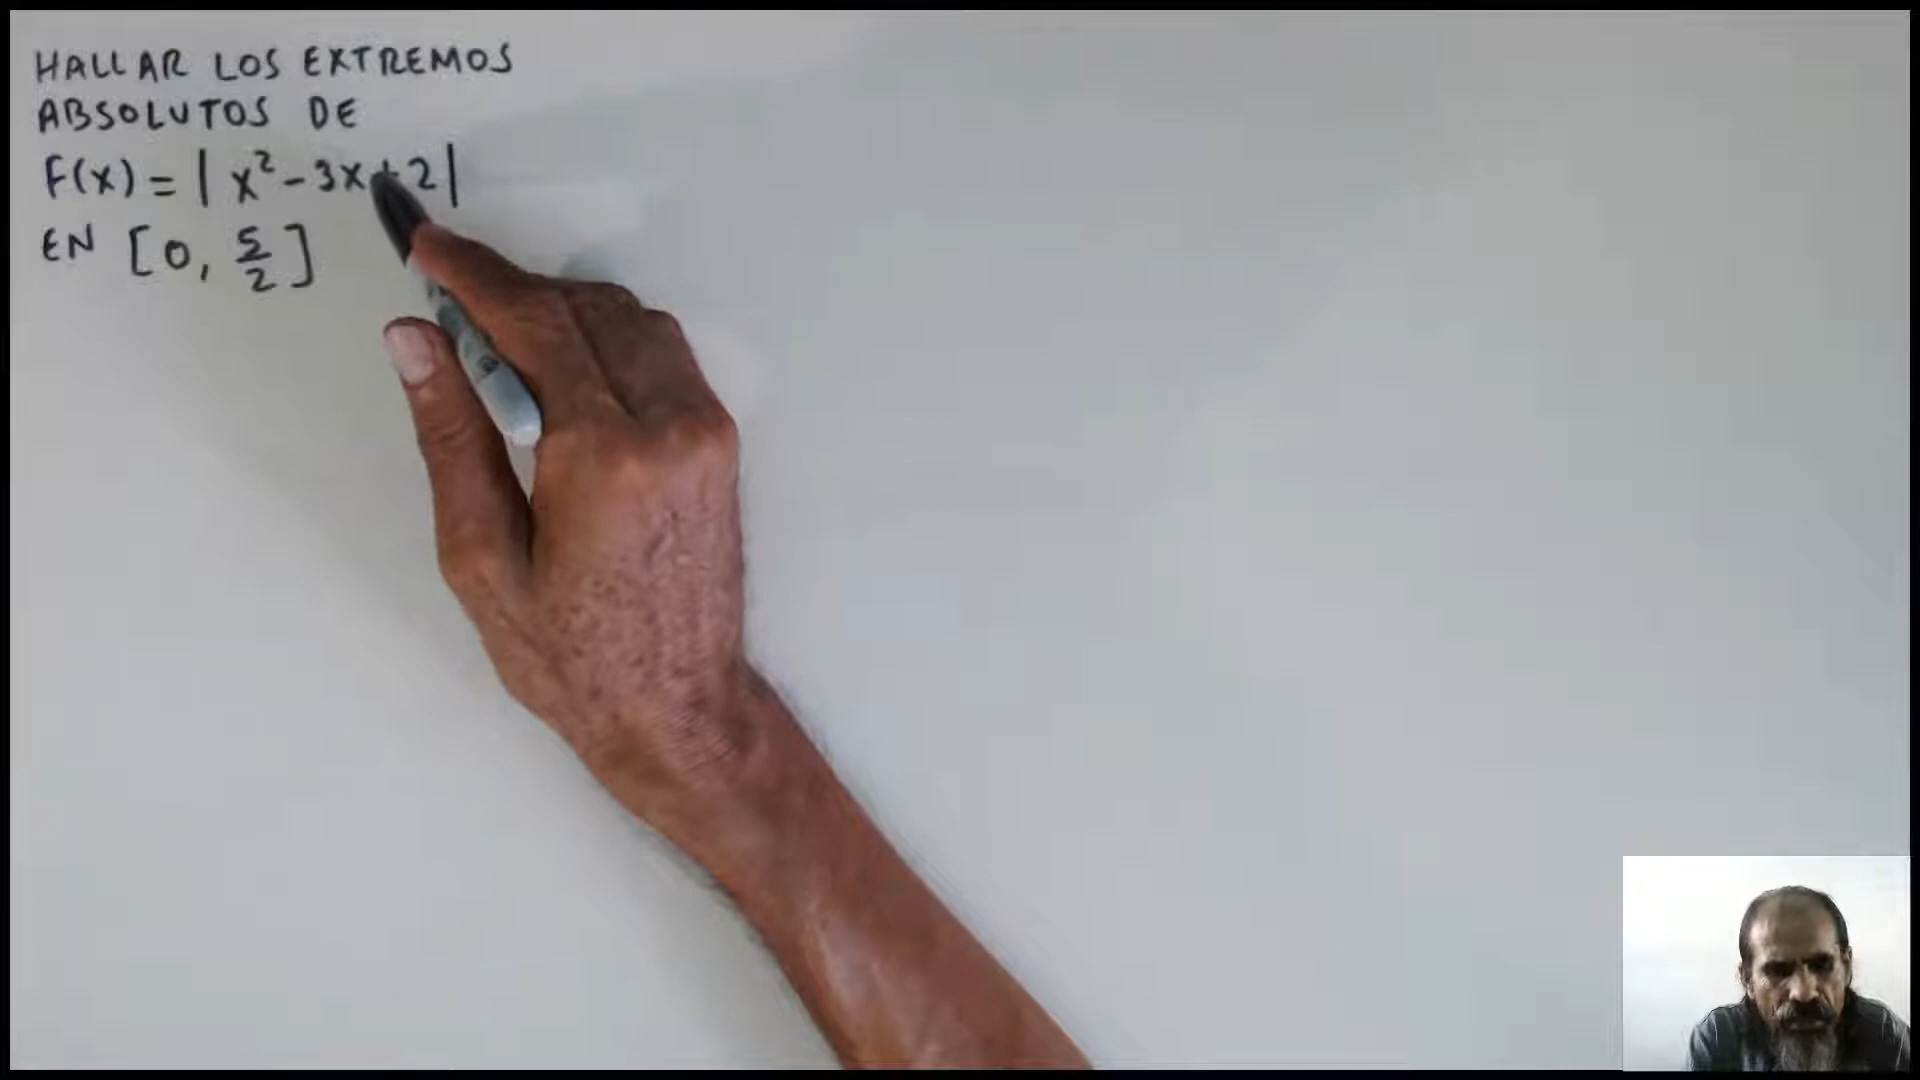 HALLAR LOS EXTREMOS
ABSOLUTOS DE
F(x) = | x² - 3x + 2 |
EN [0, 5/2]